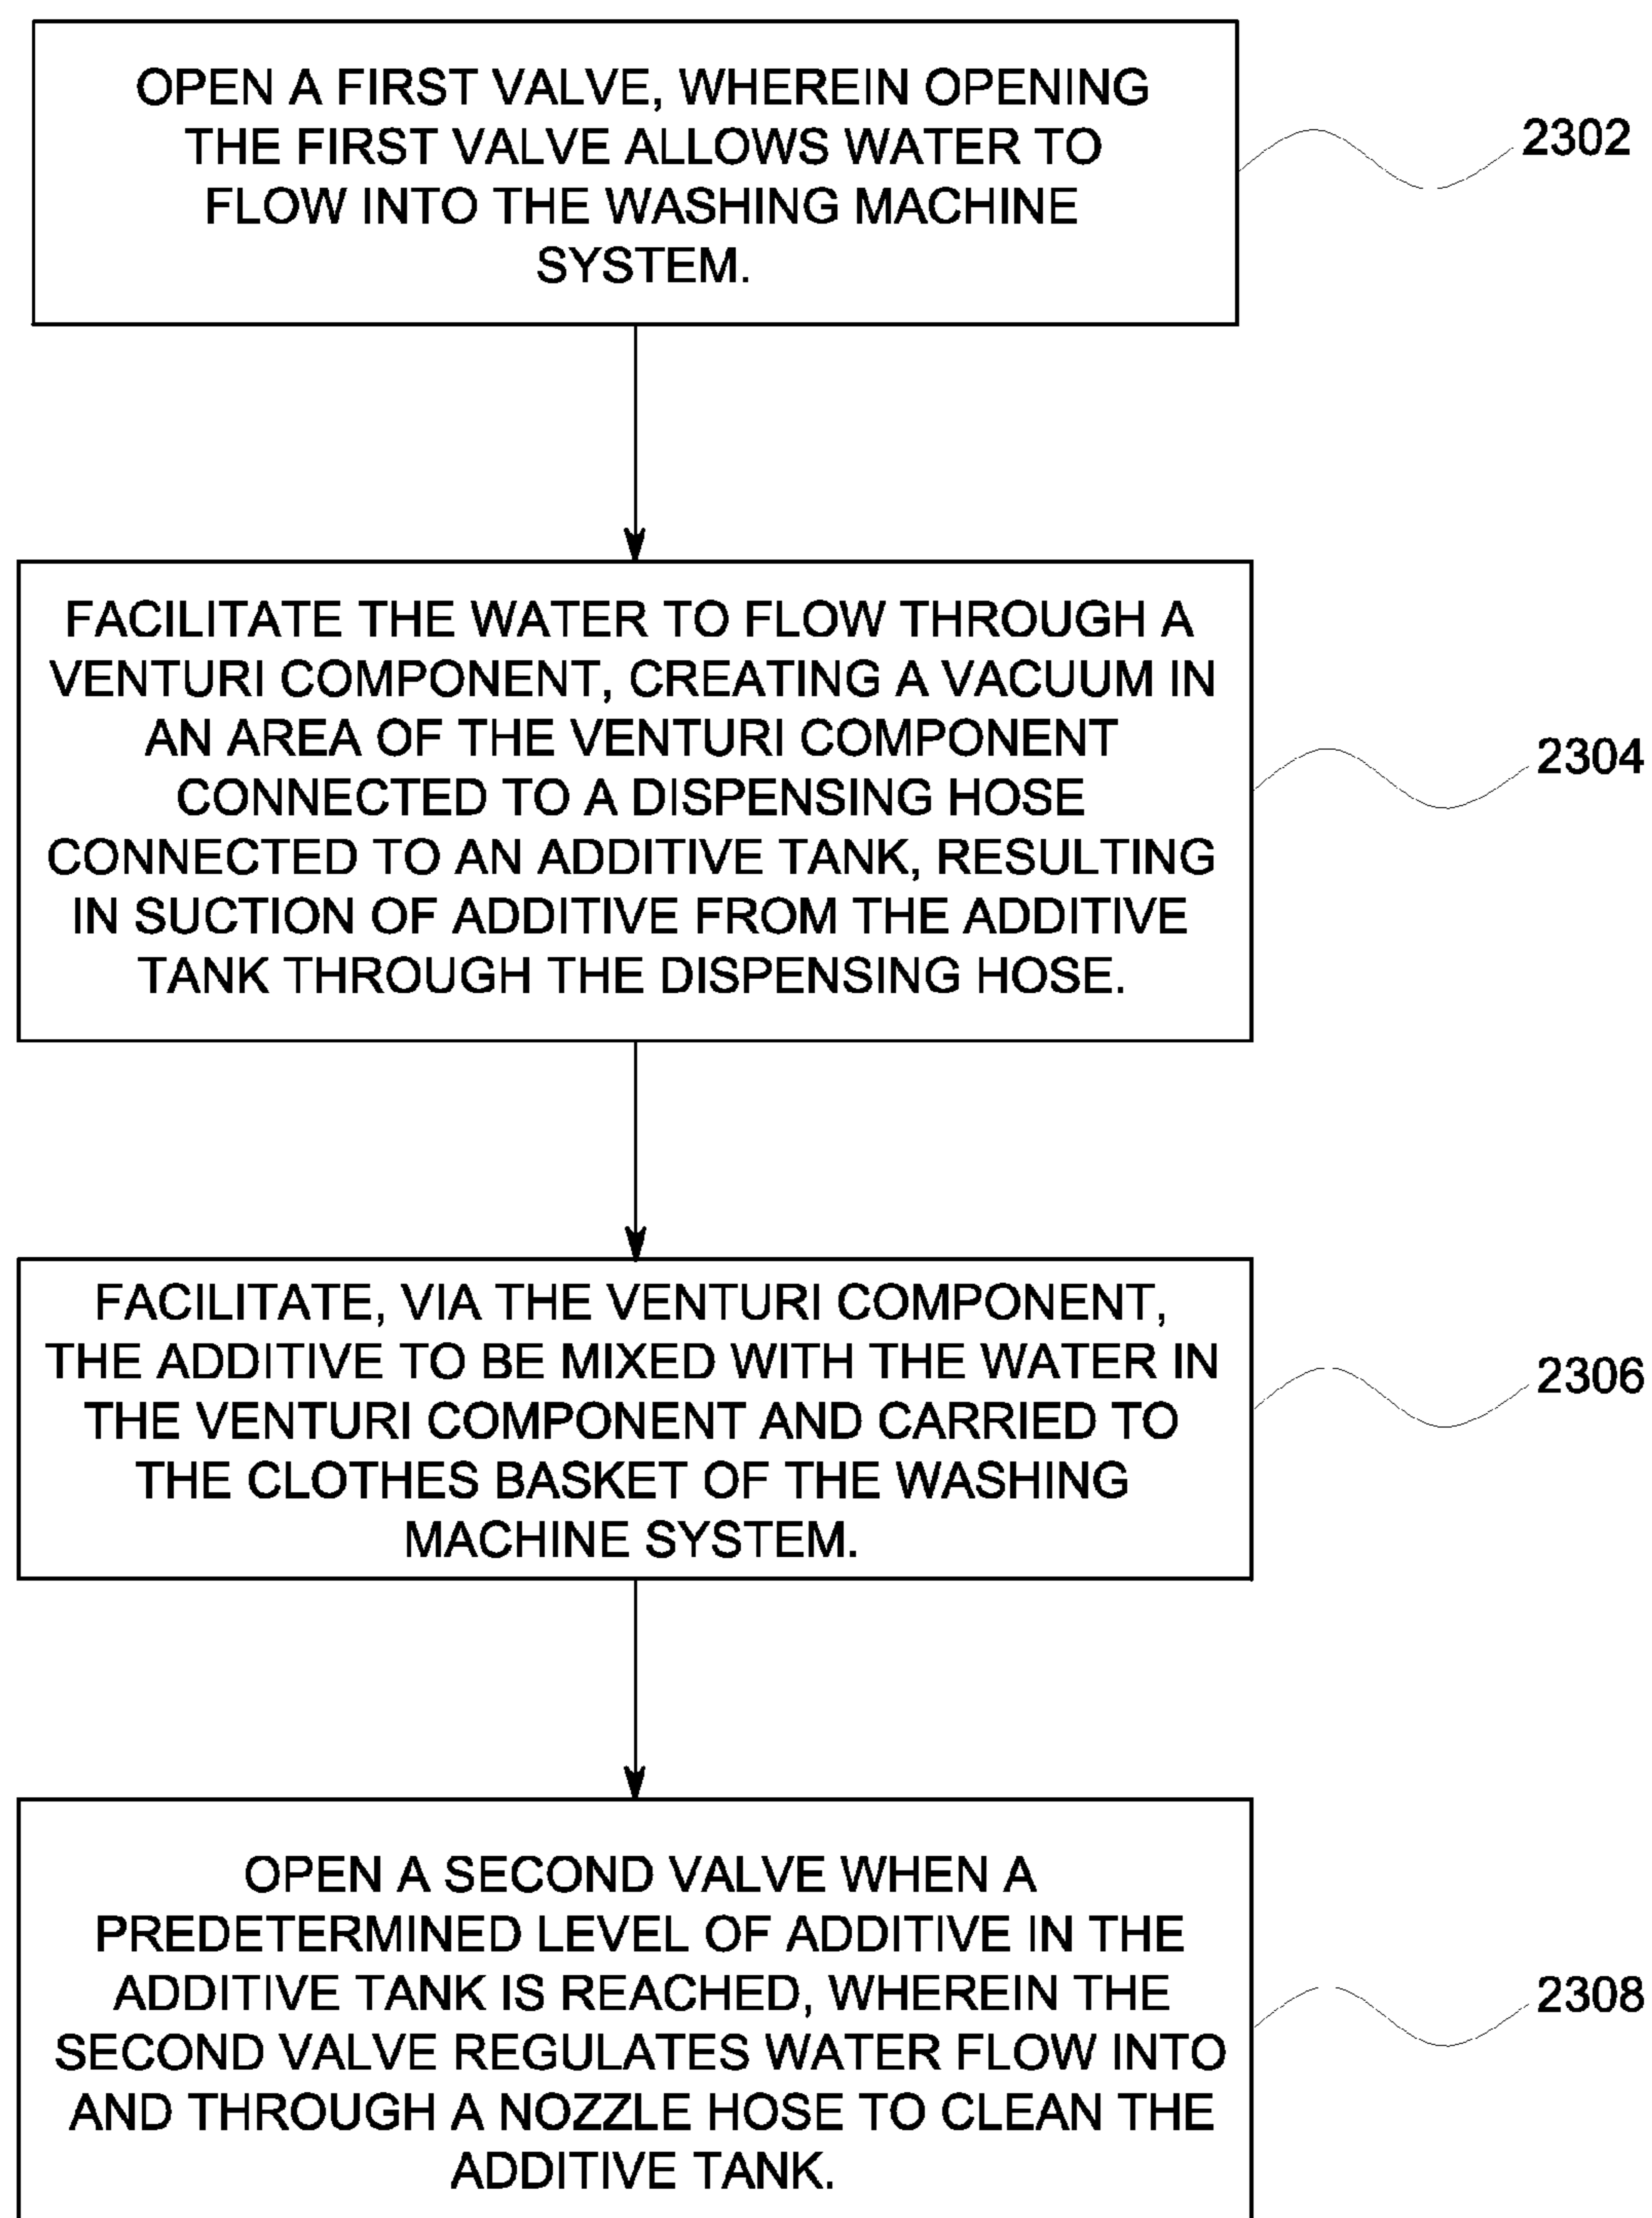 OPEN A FIRST VALVE, WHEREIN OPENING
THE FIRST VALVE ALLOWS WATER TO
FLOW INTO THE WASHING MACHINE
SYSTEM.
2302
FACILITATE THE WATER TO FLOW THROUGH A
VENTURI COMPONENT, CREATING A VACUUM IN
AN AREA OF THE VENTURI COMPONENT
CONNECTED TO A DISPENSING HOSE
CONNECTED TO AN ADDITIVE TANK, RESULTING
IN SUCTION OF ADDITIVE FROM THE ADDITIVE
TANK THROUGH THE DISPENSING HOSE.
2304
FACILITATE, VIA THE VENTURI COMPONENT,
THE ADDITIVE TO BE MIXED WITH THE WATER IN
THE VENTURI COMPONENT AND CARRIED TO
THE CLOTHES BASKET OF THE WASHING
MACHINE SYSTEM.
2306
OPEN A SECOND VALVE WHEN A
PREDETERMINED LEVEL OF ADDITIVE IN THE
ADDITIVE TANK IS REACHED, WHEREIN THE
SECOND VALVE REGULATES WATER FLOW INTO
AND THROUGH A NOZZLE HOSE TO CLEAN THE
ADDITIVE TANK.
2308